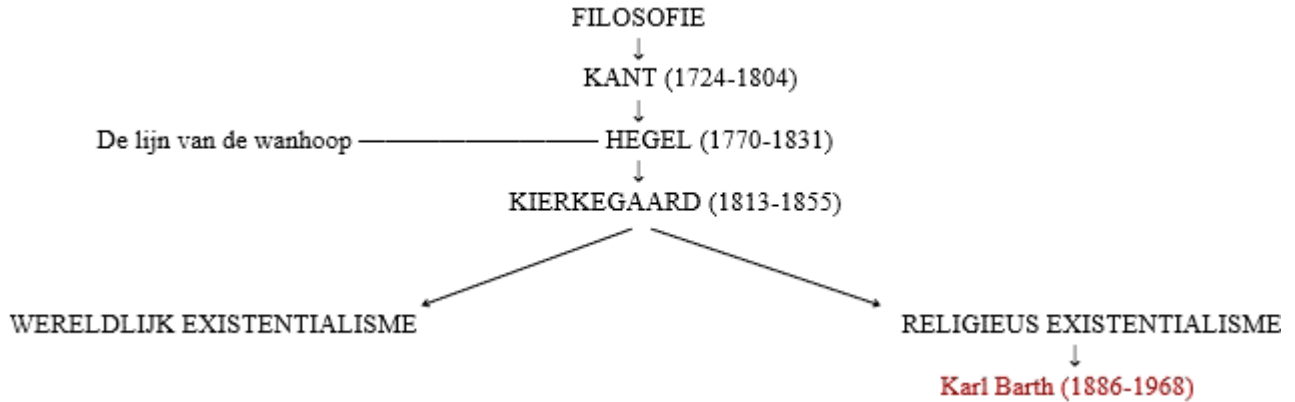 FILOSOFIE
KANT (1724-1804)
De lijn van de wanhoop HEGEL (1770-1831)
KIERKEGAARD (1813-1855)
WERELDLIJK EXISTENTIALISME RELIGIEUS EXISTENTIALISME
Karl Barth (1886-1968)